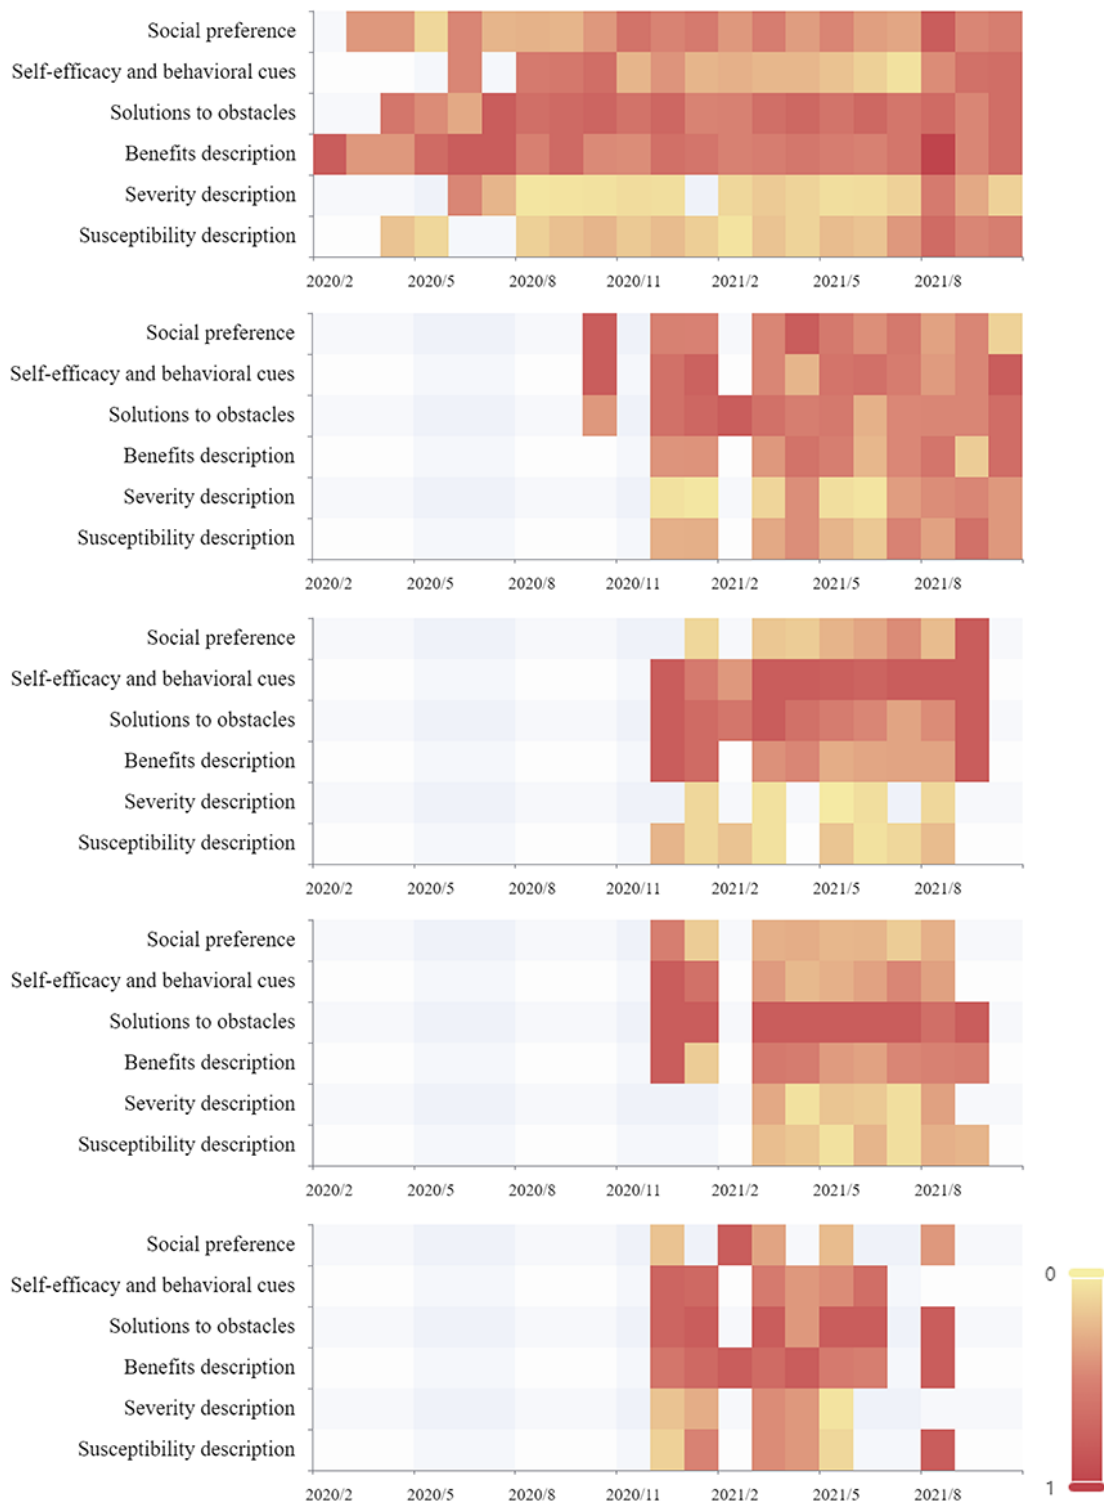 Social preference
Self-efficacy and behavioral cues
Solutions to obstacles
Benefits description
Severity description
Susceptibility description
2020/2 2020/5 2020/8 2020/11 2021/2 2021/5 2021/8
Social preference
Self-efficacy and behavioral cues
Solutions to obstacles
Benefits description
Severity description
Susceptibility description
2020/2 2020/5 2020/8 2020/11 2021/2 2021/5 2021/8
Social preference
Self-efficacy and behavioral cues
Solutions to obstacles
Benefits description
Severity description
Susceptibility description
2020/2 2020/5 2020/8 2020/11 2021/2 2021/5 2021/8
Social preference
Self-efficacy and behavioral cues
Solutions to obstacles
Benefits description
Severity description
Susceptibility description
2020/2 2020/5 2020/8 2020/11 2021/2 2021/5 2021/8
Social preference
Self-efficacy and behavioral cues
Solutions to obstacles
Benefits description
Severity description
Susceptibility description
2020/2 2020/5 2020/8 2020/11 2021/2 2021/5 2021/8
0
1